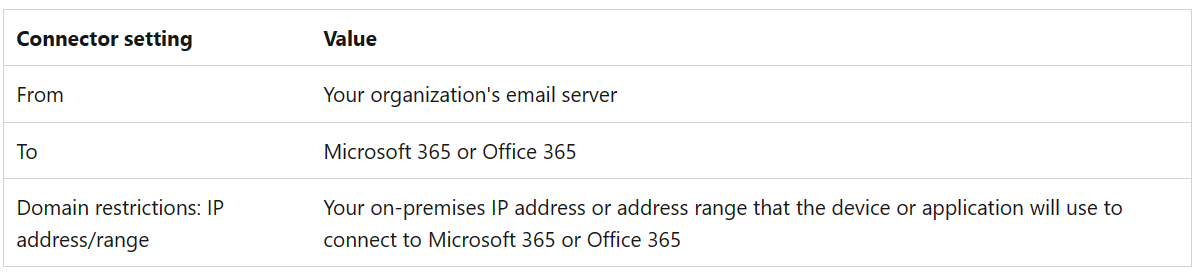 Connector setting Value
From Your organization's email server
To Microsoft 365 or Office 365
Domain restrictions: IP Your on-premises IP address or address range that the device or application will use to
address/range connect to Microsoft 365 or Office 365